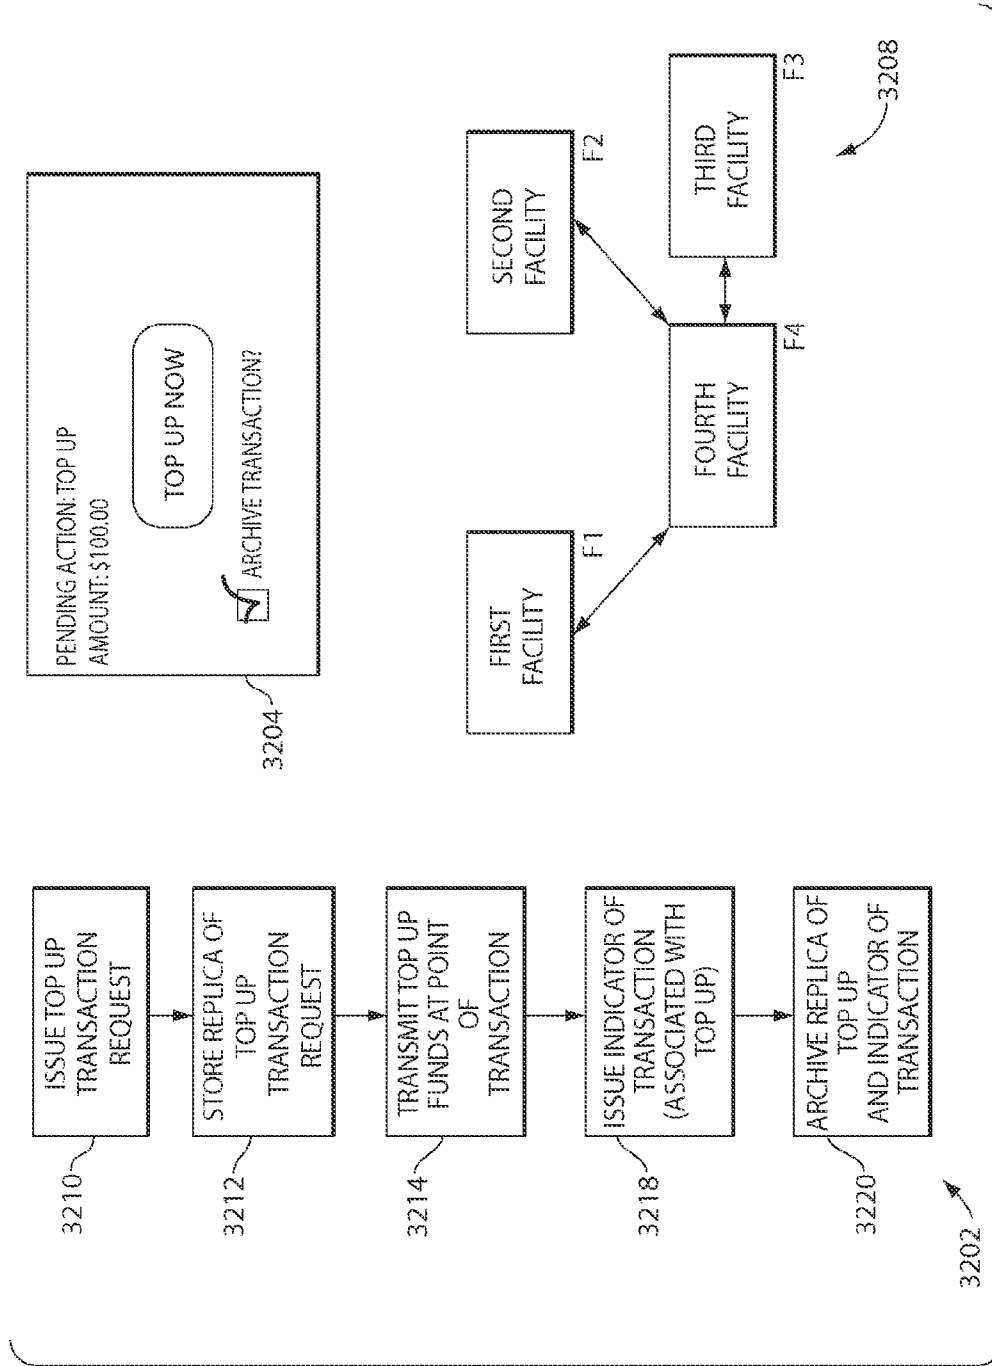 ISSUE TOP UP
TRANSACTION
REQUEST
3210
STORE REPLICA OF
TOP UP
TRANSACTION
REQUEST
3212
TRANSMIT TOP UP
FUNDS AT POINT
OF
TRANSACTION
3214
ISSUE INDICATOR OF
TRANSACTION
(ASSOCIATED WITH
TOP UP)
3218
ARCHIVE REPLICA OF
TOP UP
AND INDICATOR OF
TRANSACTION
3220
3202
PENDING ACTION: TOP UP
AMOUNT: $100.00
TOP UP NOW
ARCHIVE TRANSACTION?
3204
FIRST
FACILITY
F1
SECOND
FACILITY
F2
FOURTH
FACILITY
F4
THIRD
FACILITY
F3
3208